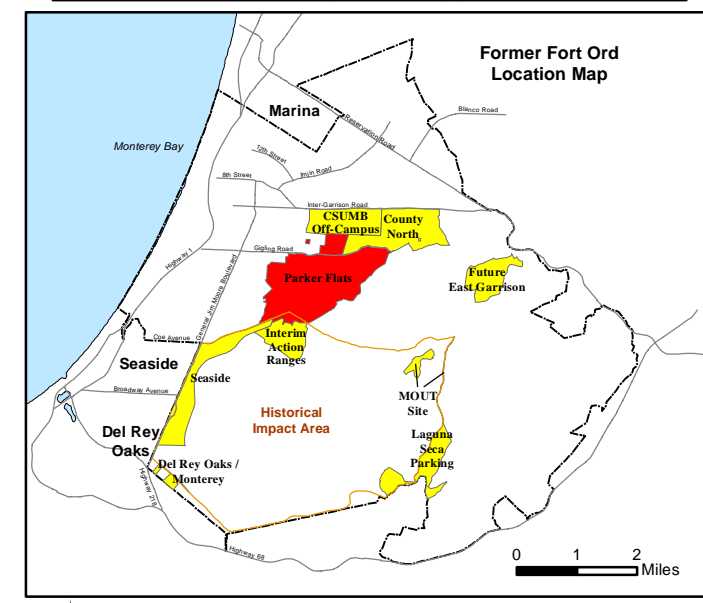 Former Fort Ord
Location Map
Marina
Blanco Road
Reservation Road
Monterey Bay
12th Street
Imjin Road
8th Street
Inter-Garrison Road
CSUMB
Off-Campus
County
North
Gigling Road
Highway 1
General Jim Moore Boulevard
Parker Flats
Future
East Garrison
Coe Avenue
Interim
Action
Ranges
Seaside
Seaside
Broadway Avenue
MOUT
Site
Historical
Impact Area
Del Rey
Oaks
Laguna
Seca
Parking
Del Rey Oaks /
Monterey
Highway 218
Highway 68
0 1 2
Miles